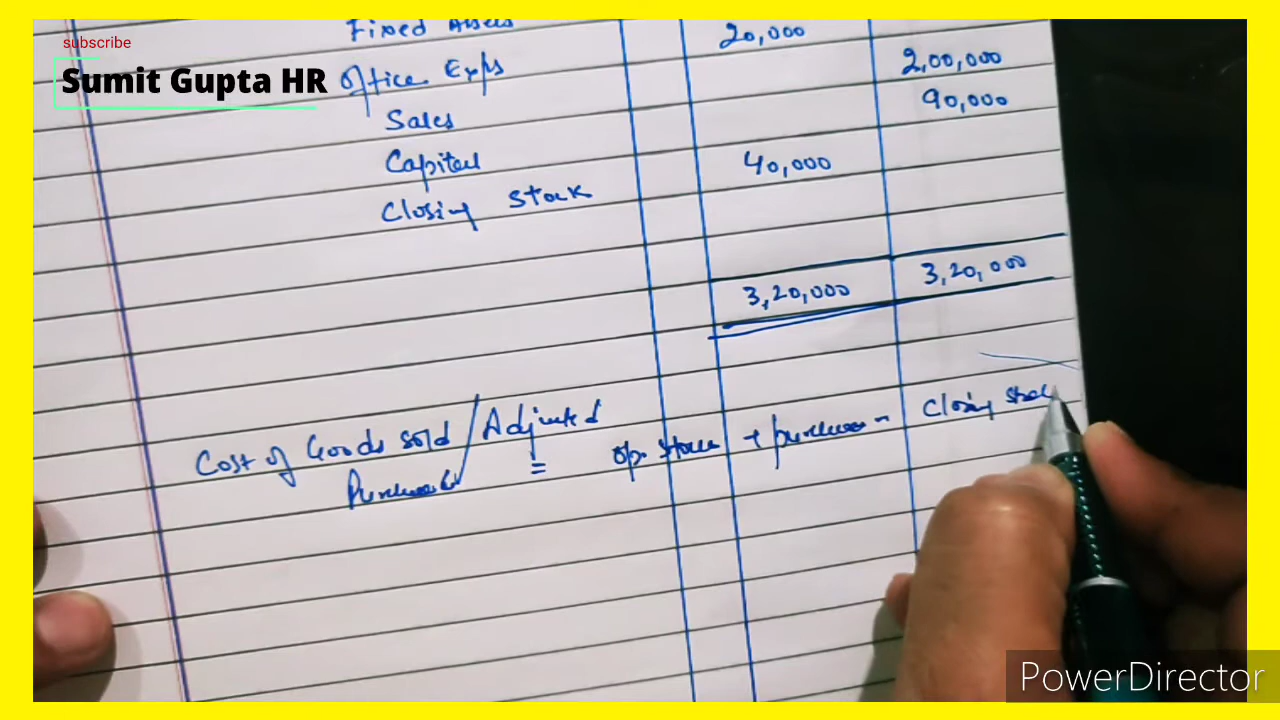 subscribe
Sumit Gupta HR
Fixed Assets
20,000
Office Exps
2,00,000
Sales
90,000
Capital
40,000
Closing Stock
3,20,000 3,20,000
Cost of Goods Sold / Adjusted = op. stock + purchases - Closing Stock
Purchases
PowerDirector